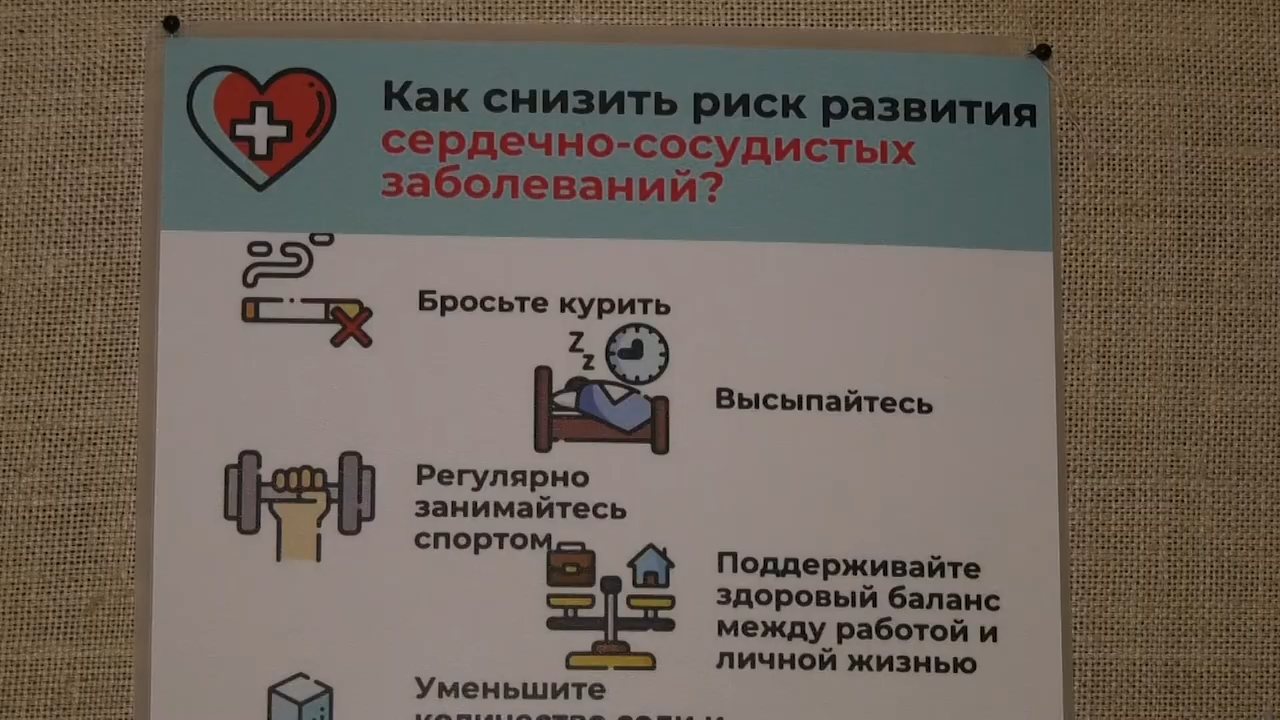 Как снизить риск развития
сердечно-сосудистых
заболеваний?
Бросьте курить
Z
z
Высыпайтесь
Регулярно
занимайтесь
спортом
Поддерживайте
здоровый баланс
между работой и
личной жизнью
Уменьшите